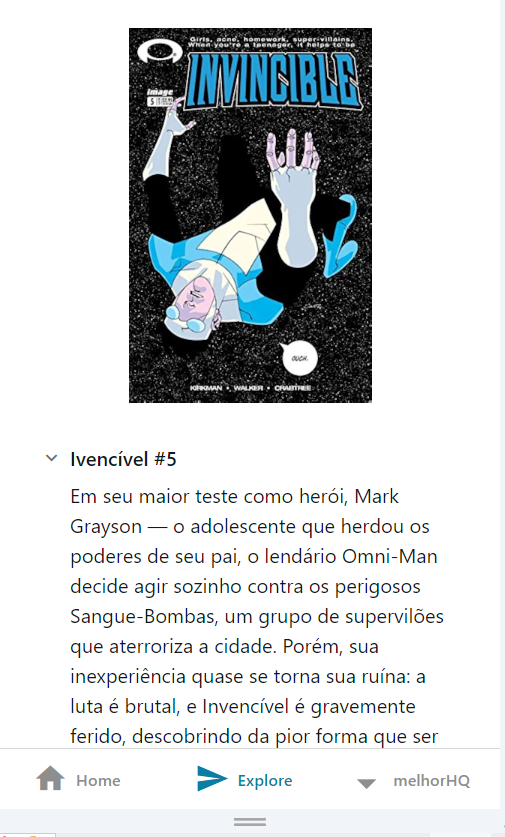 Girls, acne, homework, super-villains.
When you're a teenager, it helps to be
INVINCIBLE
image
5
OUCH.
KIRKMAN • WALKER • CRABTREE
Ivencível #5
Em seu maior teste como herói, Mark
Grayson — o adolescente que herdou os
poderes de seu pai, o lendário Omni-Man
decide agir sozinho contra os perigosos
Sangue-Bombas, um grupo de supervilões
que aterroriza a cidade. Porém, sua
inexperiência quase se torna sua ruína: a
luta é brutal, e Invencível é gravemente
ferido, descobrindo da pior forma que ser
Home
Explore
melhorHQ